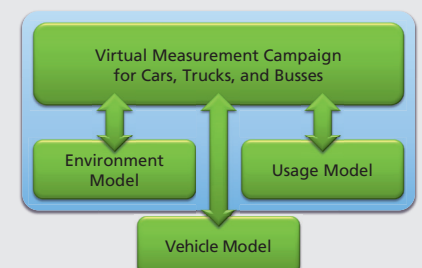 Virtual Measurement Campaign
for Cars, Trucks, and Busses
Environment
Model
Usage Model
Vehicle Model